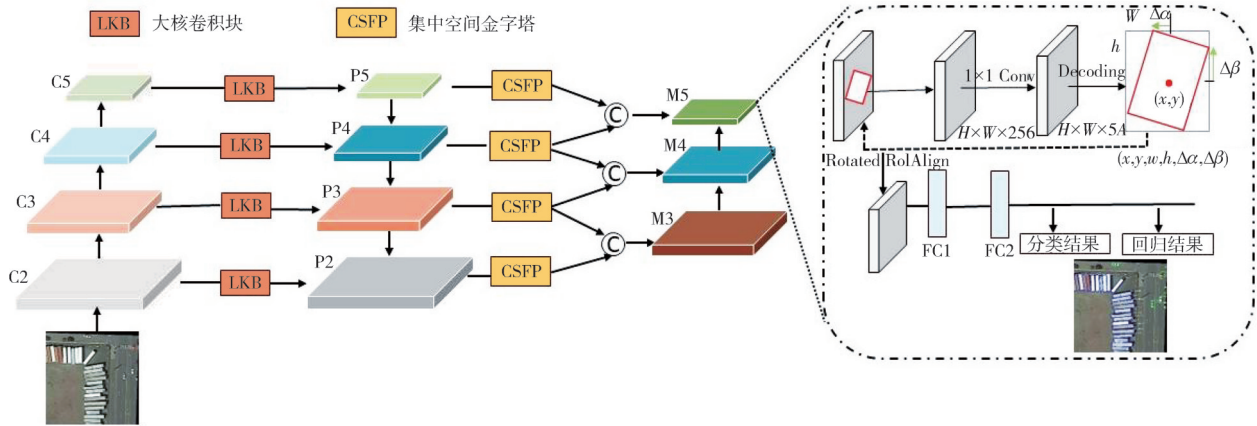 LKB 大核卷积块 CSFP 集中空间金字塔
C5 LKB P5 CSFP
C4 LKB P4 CSFP
C3 LKB P3 CSFP
C2 LKB P2 CSFP
C
C
C
M5
M4
M3
1×1 Conv
Decoding
W Δα
h
Δβ
(x,y)
H×W×256
H×W×5A
Rotated RolAlign
(x,y,w,h,Δα,Δβ)
FC1
FC2
分类结果
回归结果